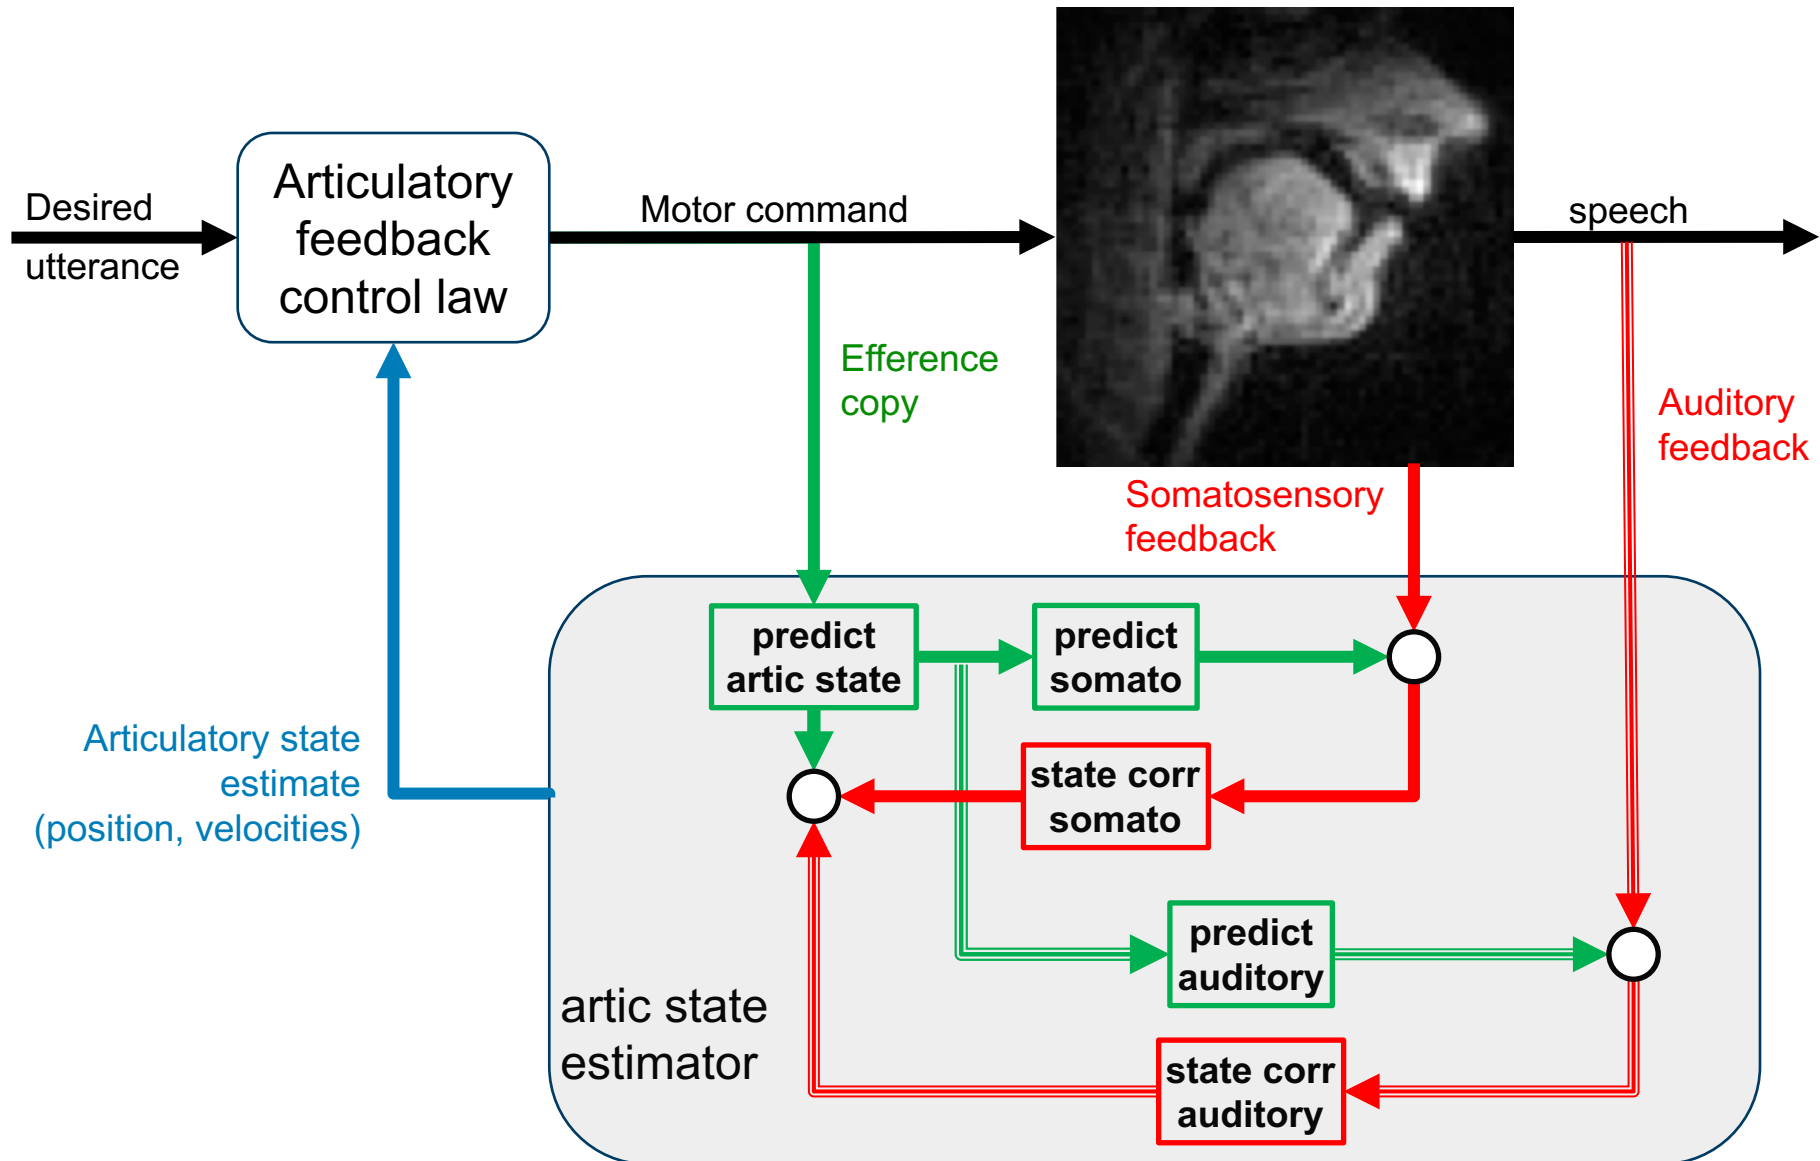 Desired
utterance
Articulatory
feedback
control law
Motor command
speech
Efference
copy
Somatosensory
feedback
Auditory
feedback
predict
artic state
predict
somato
Articulatory state
estimate
(position, velocities)
state corr
somato
predict
auditory
artic state
estimator
state corr
auditory